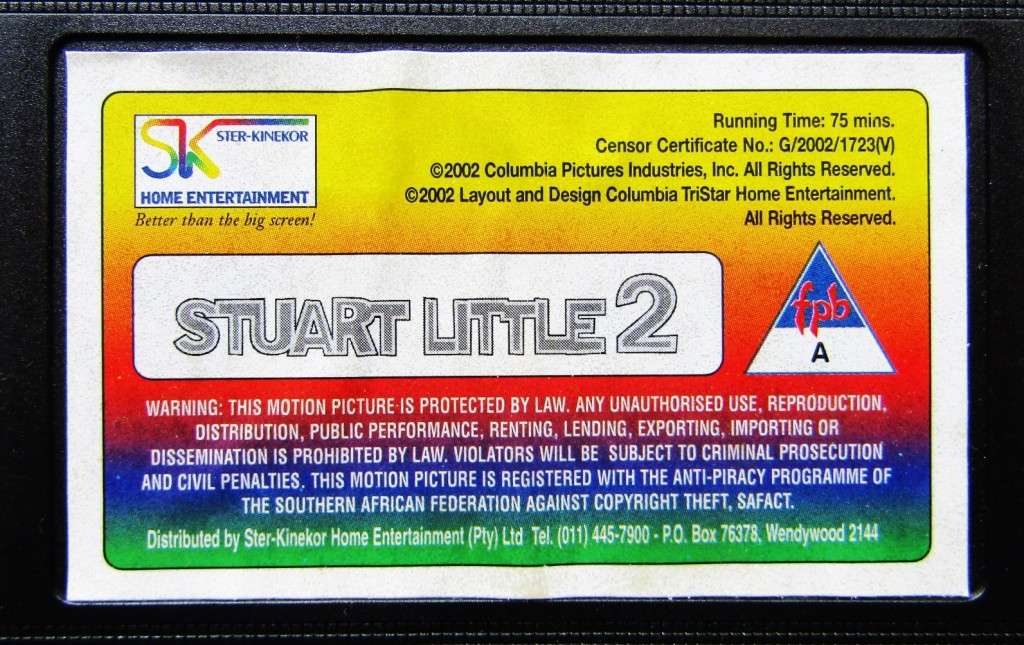 SK STER-KINEKOR
HOME ENTERTAINMENT
Better than the big screen!
Running Time: 75 mins.
Censor Certificate No.: G/2002/1723(V)
©2002 Columbia Pictures Industries, Inc. All Rights Reserved.
©2002 Layout and Design Columbia TriStar Home Entertainment.
All Rights Reserved.
STUART LITTLE 2
fpb
A
WARNING: THIS MOTION PICTURE IS PROTECTED BY LAW. ANY UNAUTHORISED USE, REPRODUCTION,
DISTRIBUTION, PUBLIC PERFORMANCE, RENTING, LENDING, EXPORTING, IMPORTING OR
DISSEMINATION IS PROHIBITED BY LAW. VIOLATORS WILL BE SUBJECT TO CRIMINAL PROSECUTION
AND CIVIL PENALTIES. THIS MOTION PICTURE IS REGISTERED WITH THE ANTI-PIRACY PROGRAMME OF
THE SOUTHERN AFRICAN FEDERATION AGAINST COPYRIGHT THEFT, SAFACT.
Distributed by Ster-Kinekor Home Entertainment (Pty) Ltd Tel. (011) 445-7900 - P.O. Box 76378, Wendywood 2144